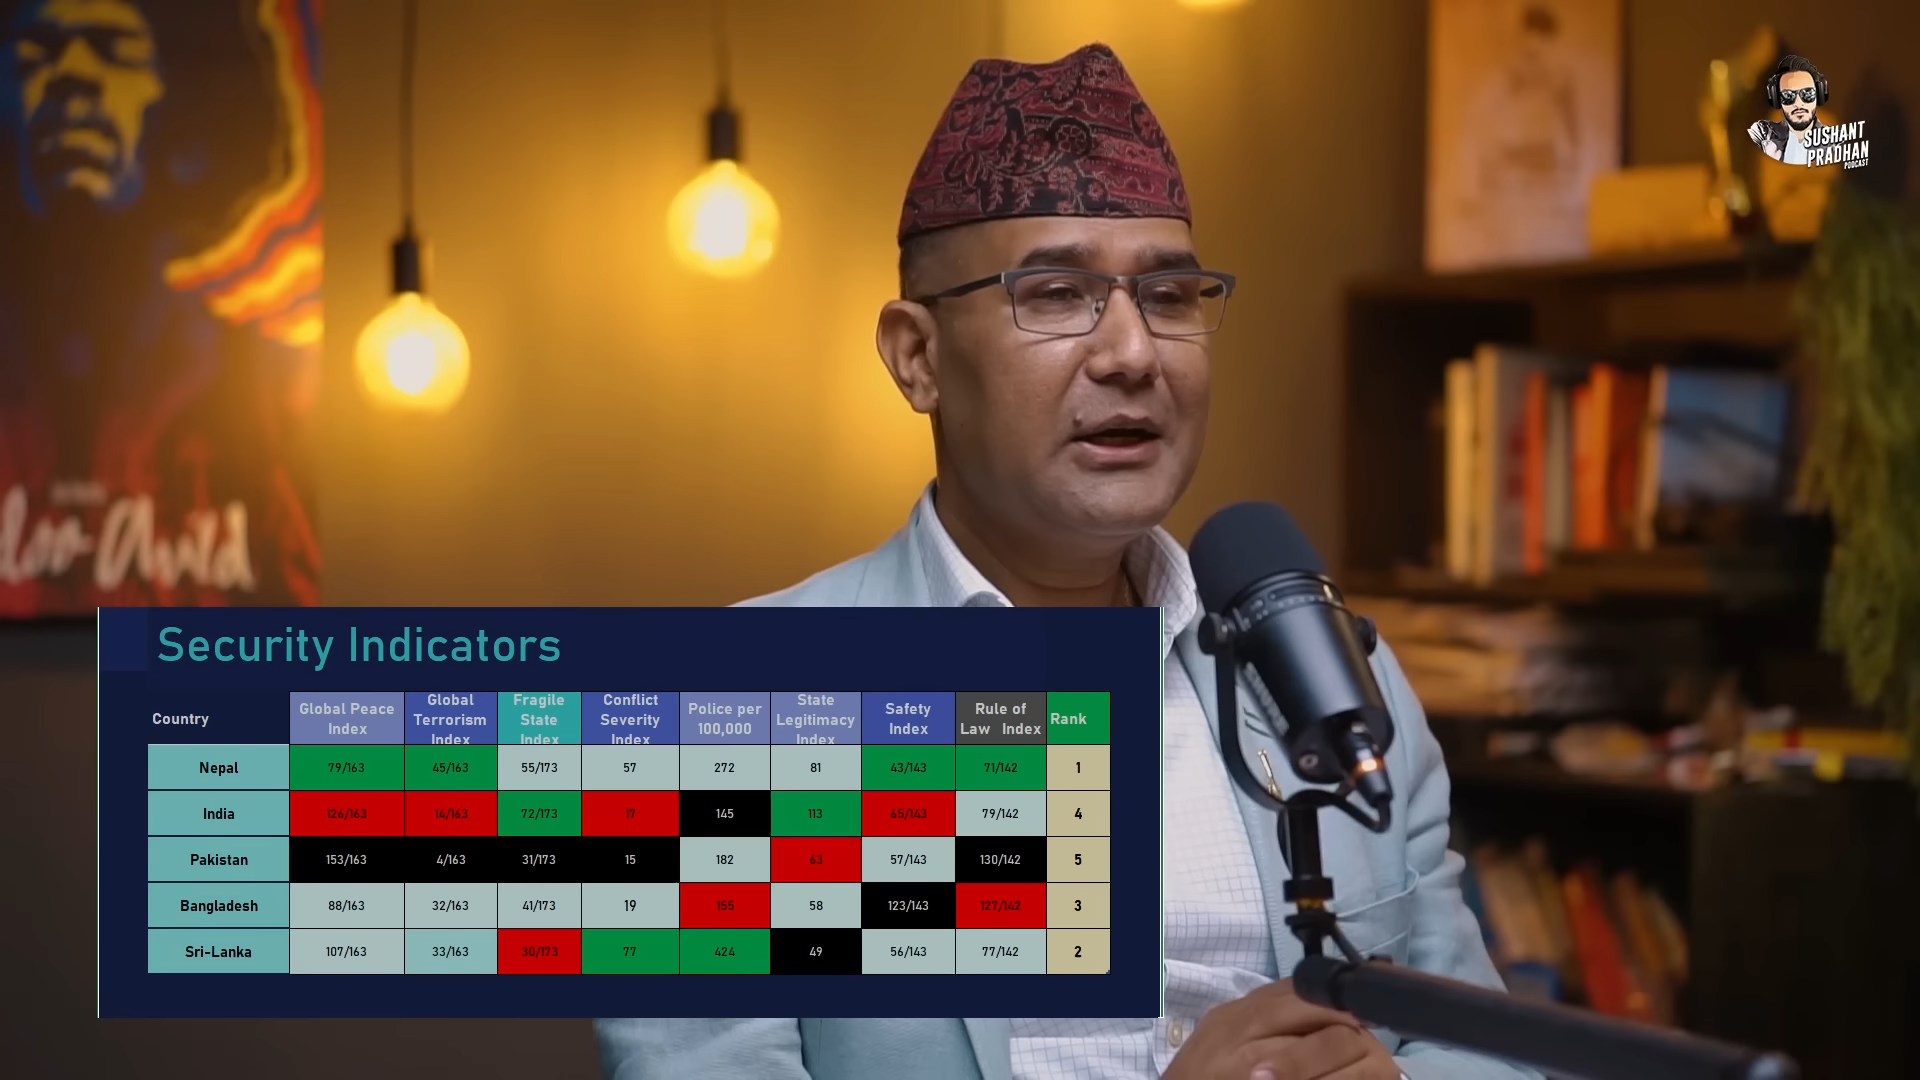 SUSHANT
PRADHAN
PODCAST
Security Indicators
Country Global Peace Index Global Terrorism Index Fragile State Index Conflict Severity Index Police per 100,000 State Legitimacy Index Safety Index Rule of Law Index Rank
Nepal 79/163 45/163 55/173 57 272 81 43/143 71/142 1
India 126/163 14/163 72/173 17 145 113 65/143 79/142 4
Pakistan 153/163 4/163 31/173 15 182 63 57/143 130/142 5
Bangladesh 88/163 32/163 41/173 19 155 58 123/143 127/142 3
Sri-Lanka 107/163 33/163 30/173 77 424 49 56/143 77/142 2